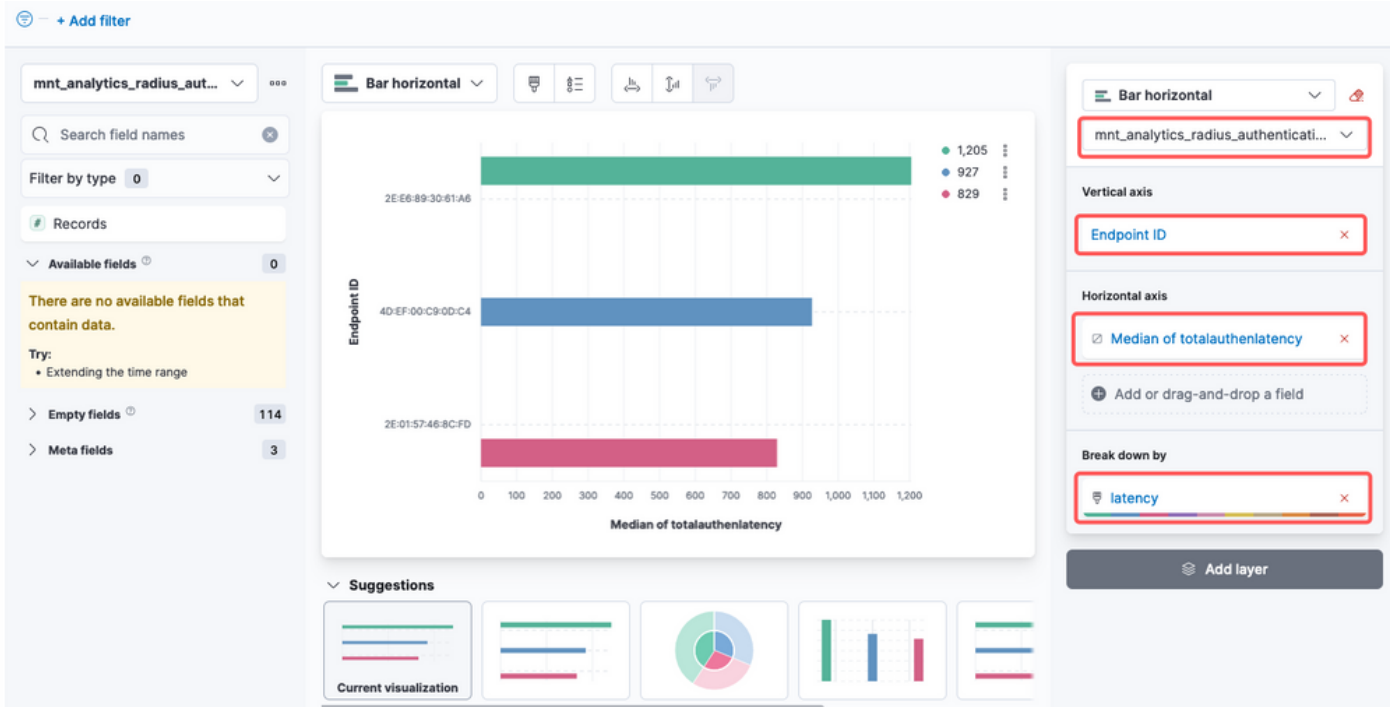 + Add filter
mnt_analytics_radius_aut...
Search field names
Filter by type 0
Records
Available fields 0
There are no available fields that
contain data.
Try:
• Extending the time range
Empty fields 114
Meta fields 3
Bar horizontal
1,205
927
829
Endpoint ID
2E:E6:89:30:61:A6
4D:EF:00:C9:0D:C4
2E:01:57:46:8C:FD
0 100 200 300 400 500 600 700 800 900 1,000 1,100 1,200
Median of totalauthenlatency
Suggestions
Current visualization
Bar horizontal
mnt_analytics_radius_authenticati...
Vertical axis
Endpoint ID
Horizontal axis
Median of totalauthenlatency
Add or drag-and-drop a field
Break down by
latency
Add layer